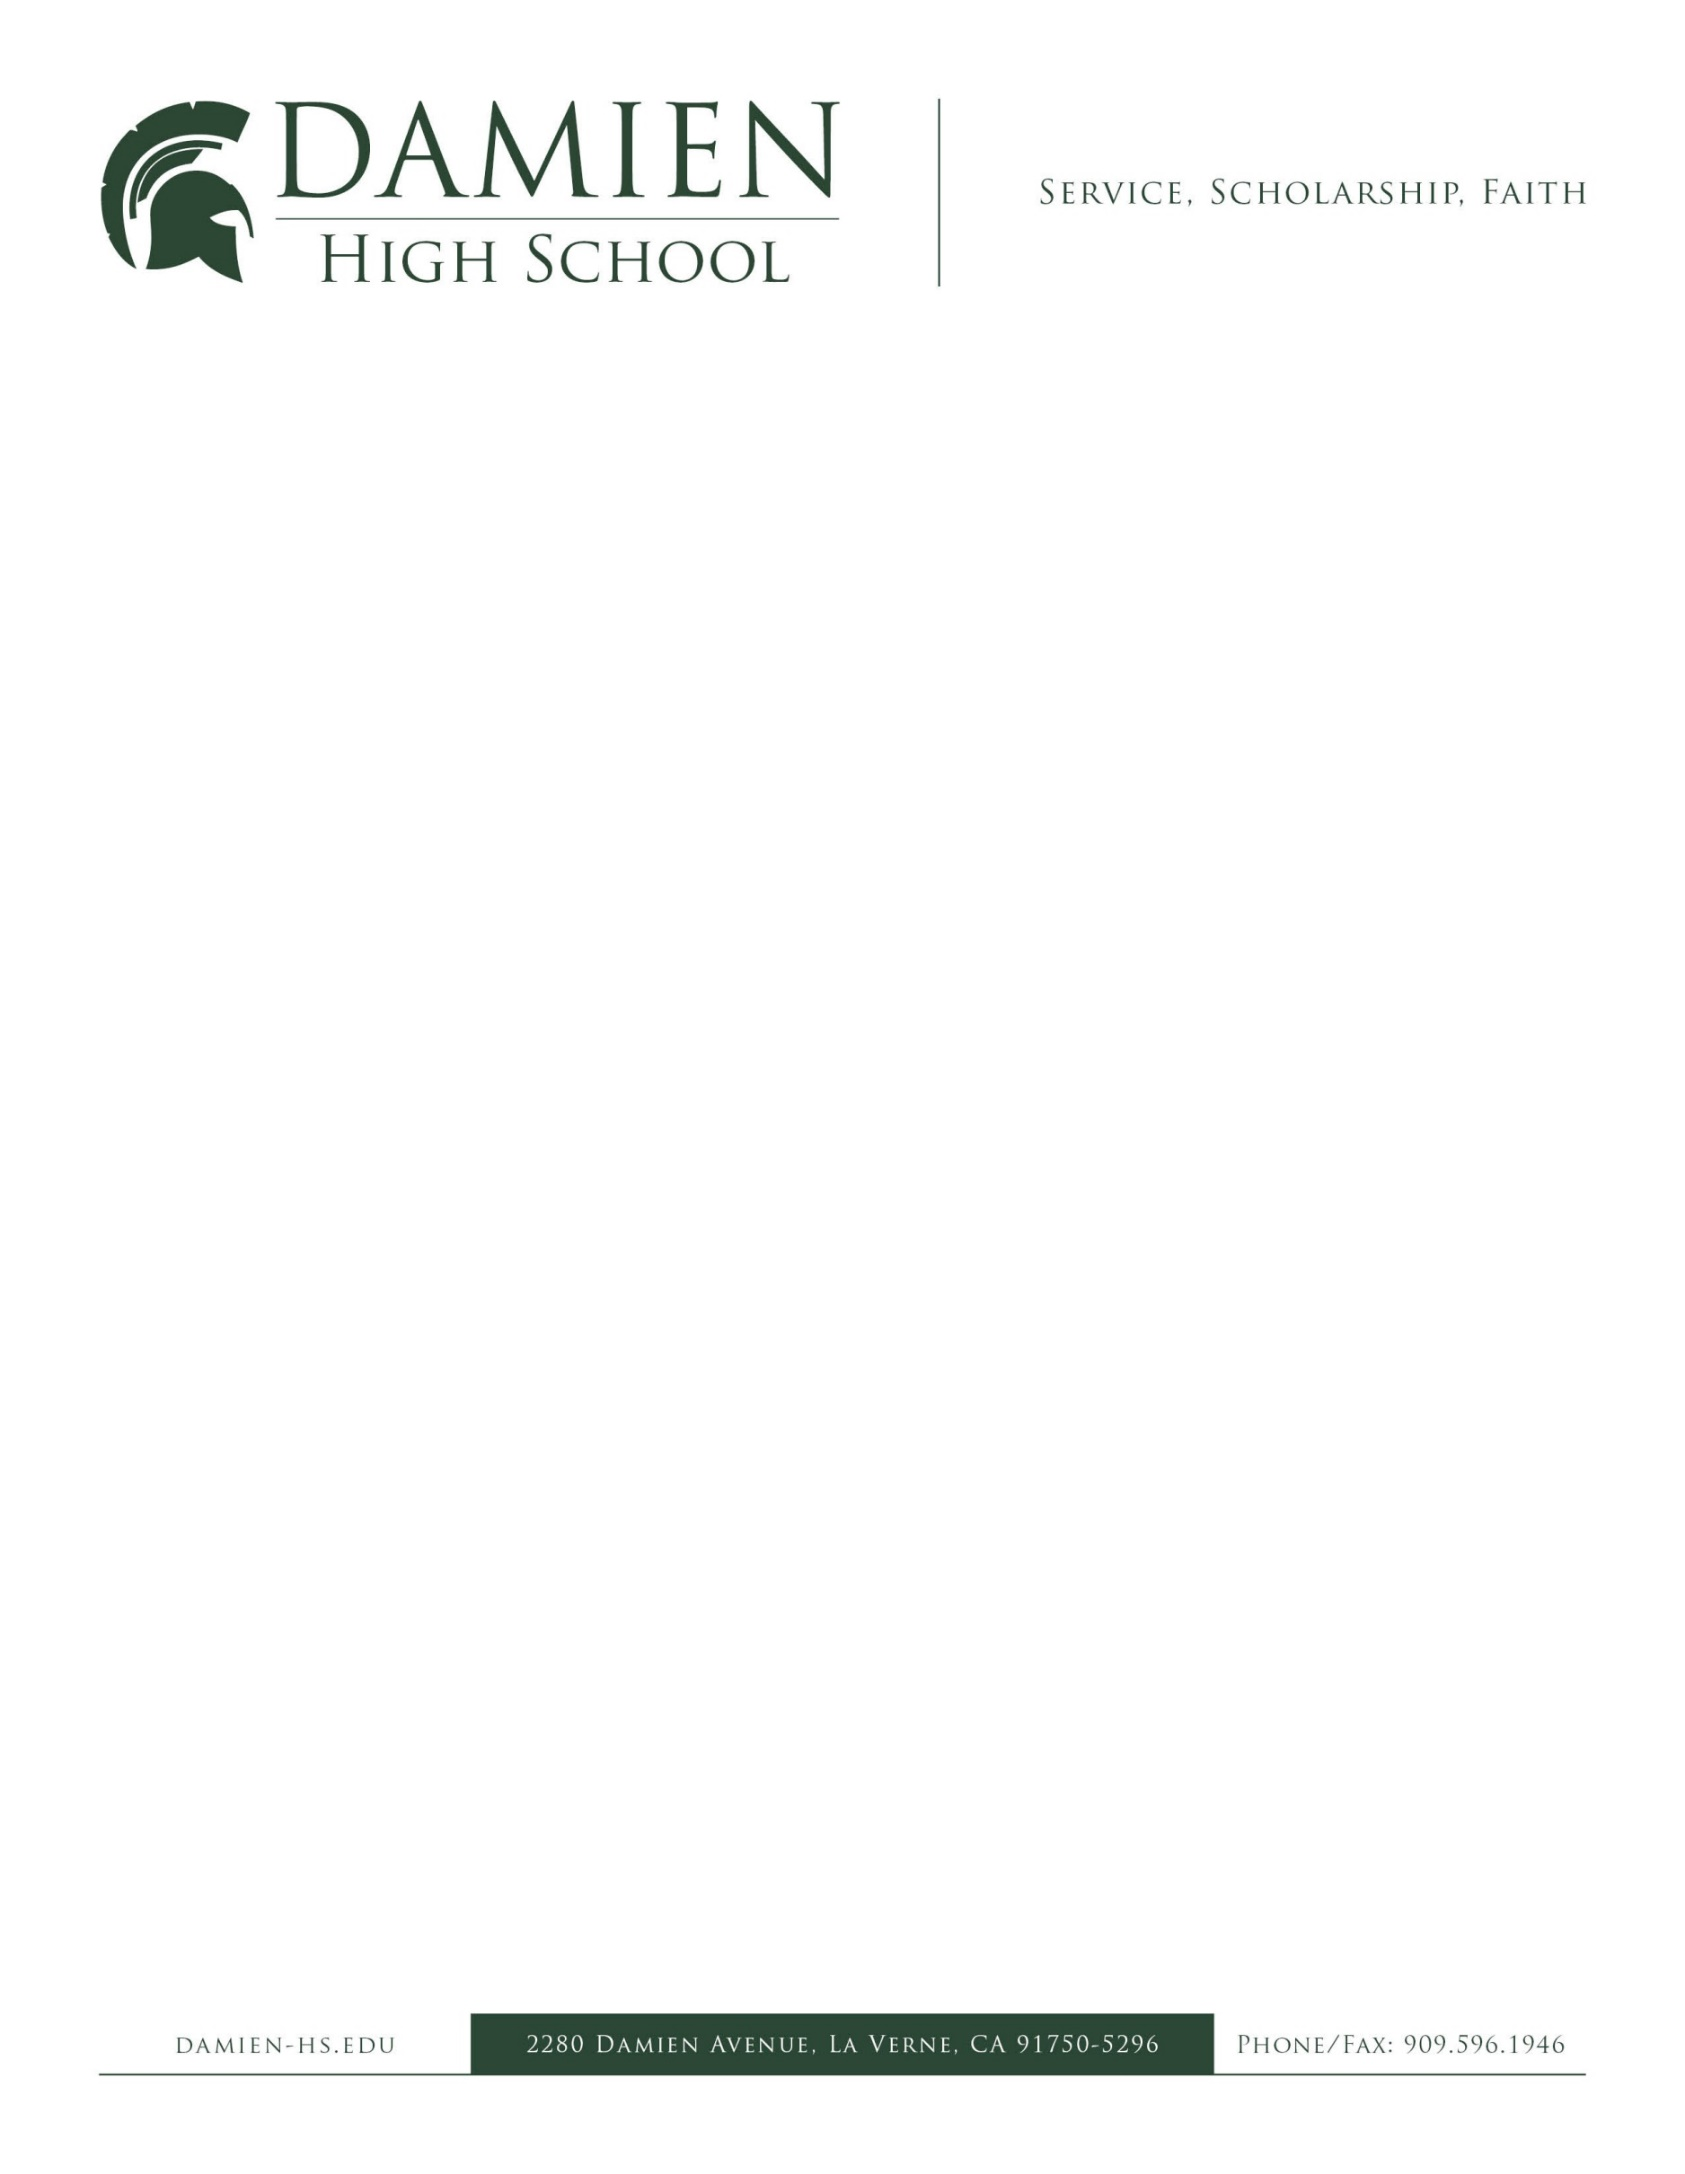 DAMIEN
HIGH SCHOOL
SERVICE, SCHOLARSHIP, FAITH
DAMIEN-HS.EDU
2280 DAMIEN AVENUE, LA VERNE, CA 91750-5296
PHONE/FAX: 909.596.1946